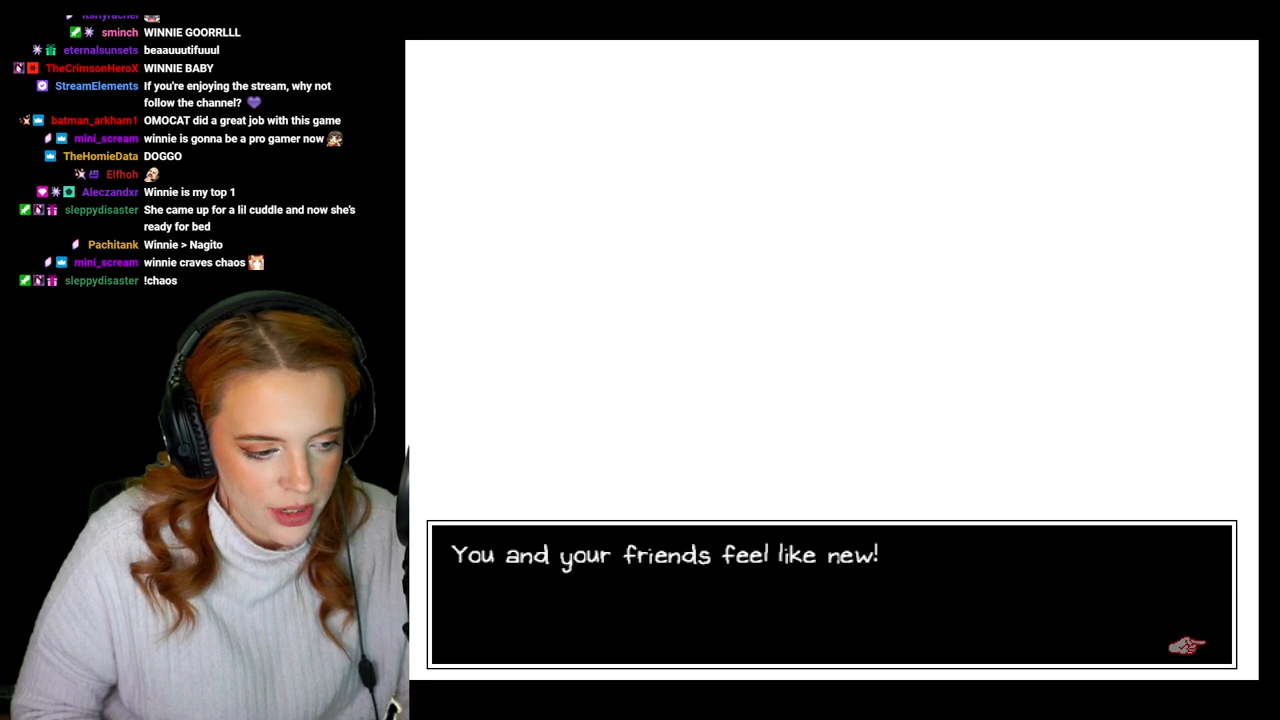 sminch WINNIE GOORRLLL
eternalsunsets beaauuutifuuul
TheCrimsonHeroX WINNIE BABY
StreamElements If you're enjoying the stream, why not
follow the channel?
batman_arkham1 OMOCAT did a great job with this game
mini_scream winnie is gonna be a pro gamer now
TheHomieData DOGGO
Elfhoh
Aleczandxr Winnie is my top 1
sleppydisaster She came up for a lil cuddle and now she's
ready for bed
Pachitank Winnie > Nagito
mini_scream winnie craves chaos
sleppydisaster !chaos
You and your friends feel like new!